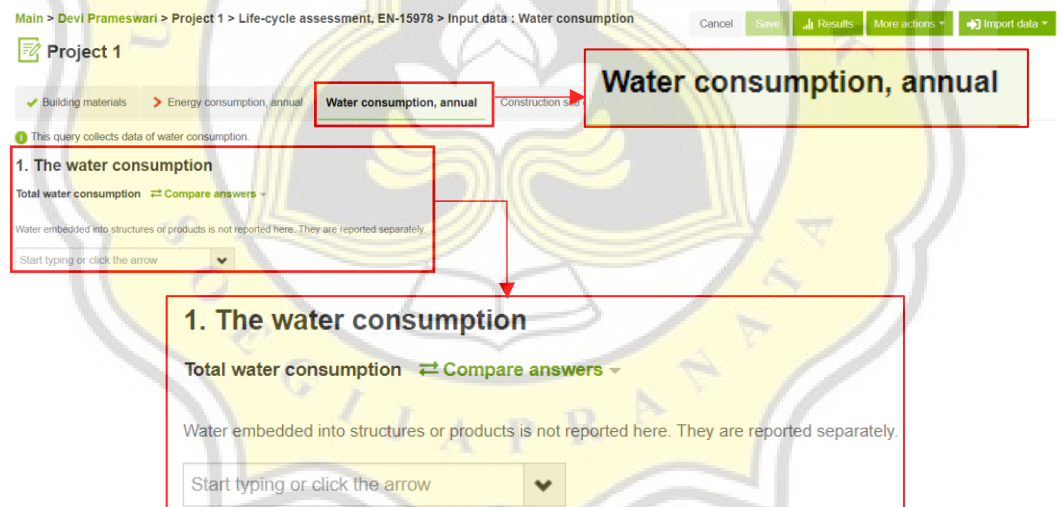 Main > Devi Prameswari > Project 1 > Life-cycle assessment, EN-15978 > Input data : Water consumption
Cancel Save Results More actions Import data
Project 1
Building materials Energy consumption, annual Water consumption, annual Construction site
Water consumption, annual
This query collects data of water consumption.
1. The water consumption
Total water consumption Compare answers
Water embedded into structures or products is not reported here. They are reported separately.
Start typing or click the arrow
1. The water consumption
Total water consumption Compare answers
Water embedded into structures or products is not reported here. They are reported separately.
Start typing or click the arrow
SOEGIJAPRANATA